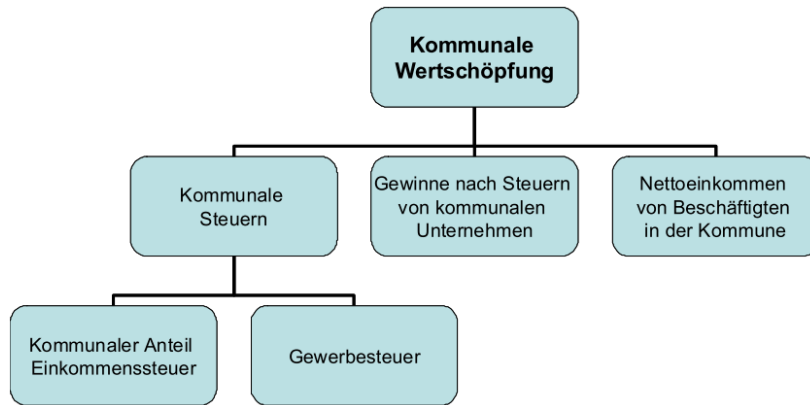 Kommunale
Wertschöpfung
Kommunale
Steuern
Gewinne nach Steuern
von kommunalen
Unternehmen
Nettoeinkommen
von Beschäftigten
in der Kommune
Kommunaler Anteil
Einkommenssteuer
Gewerbesteuer